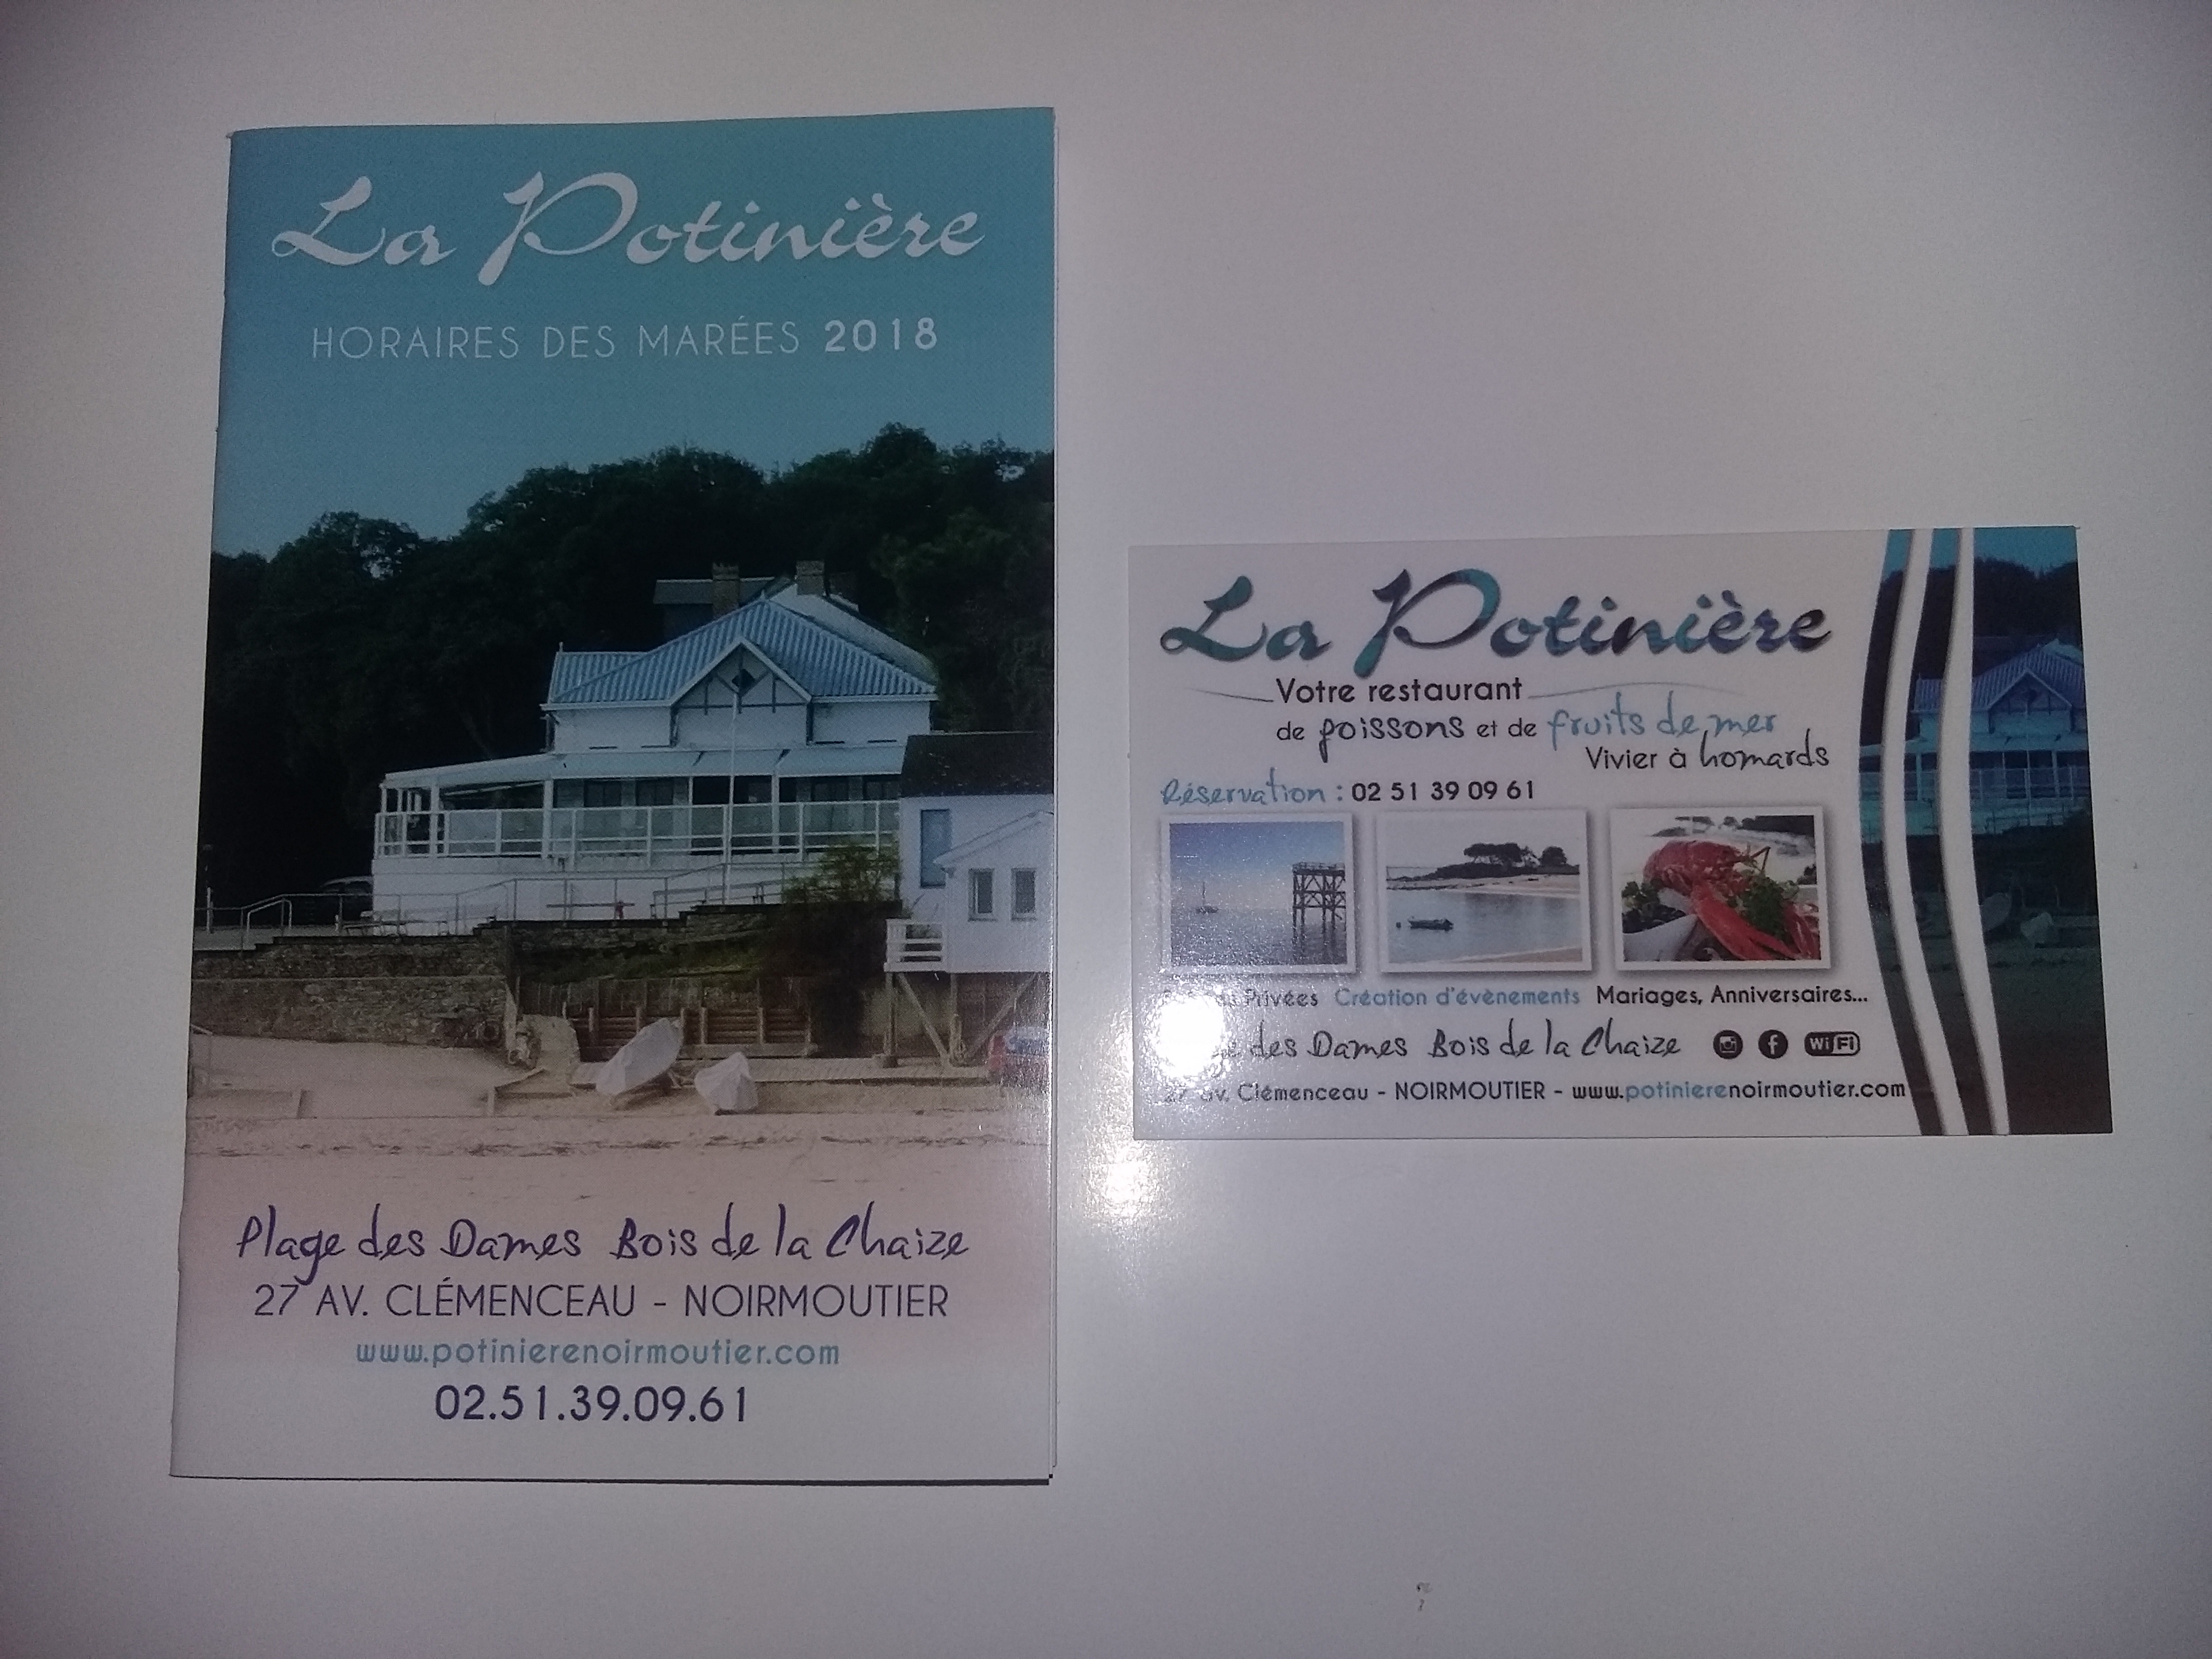 La Potinière
HORAIRES DES MARÉES 2018
Plage des Dames Bois de la Chaize
27 AV. CLÉMENCEAU - NOIRMOUTIER
www.potinierenoirmoutier.com
02.51.39.09.61
La Potinière
Votre restaurant
de poissons et de fruits de mer
Vivier à homards
Réservation : 02 51 39 09 61
Privées Création d'évènements Mariages, Anniversaires...
des Dames Bois de la Chaize WiFi
27 av. Clémenceau - NOIRMOUTIER - www.potinierenoirmoutier.com